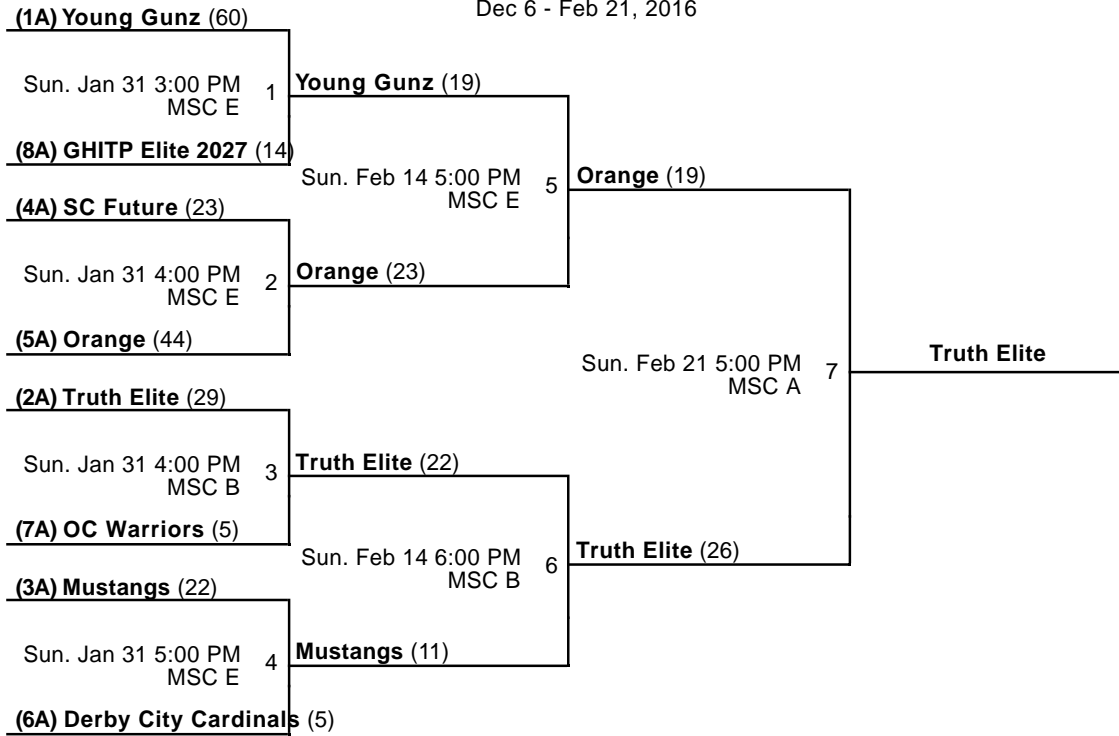 Dec 6 - Feb 21, 2016
(1A) Young Gunz (60)
Sun. Jan 31 3:00 PM
MSC E
1
(8A) GHITP Elite 2027 (14)
(4A) SC Future (23)
Sun. Jan 31 4:00 PM
MSC E
2
(5A) Orange (44)
(2A) Truth Elite (29)
Sun. Jan 31 4:00 PM
MSC B
3
(7A) OC Warriors (5)
(3A) Mustangs (22)
Sun. Jan 31 5:00 PM
MSC E
4
(6A) Derby City Cardinals (5)
Young Gunz (19)
Sun. Feb 14 5:00 PM
MSC E
5
Orange (23)
Truth Elite (22)
Sun. Feb 14 6:00 PM
MSC B
6
Mustangs (11)
Orange (19)
Sun. Feb 21 5:00 PM
MSC A
7
Truth Elite (26)
Truth Elite